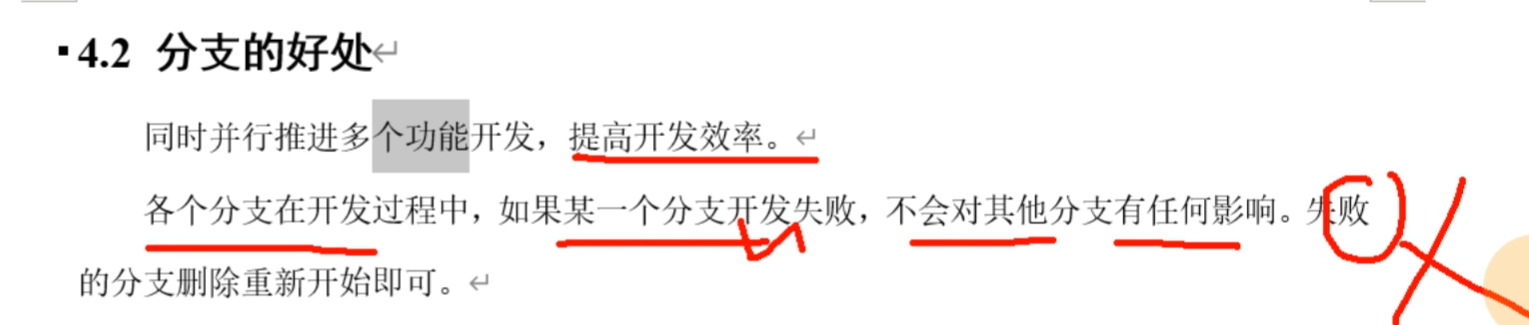 4.2 分支的好处
同时并行推进多个功能开发，提高开发效率。
各个分支在开发过程中，如果某一个分支开发失败，不会对其他分支有任何影响。失败
的分支删除重新开始即可。